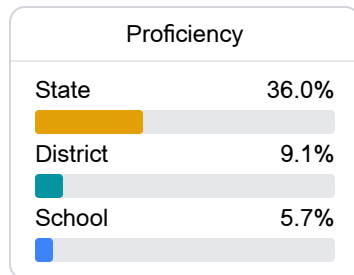 Proficiency
State 36.0%
District 9.1%
School 5.7%